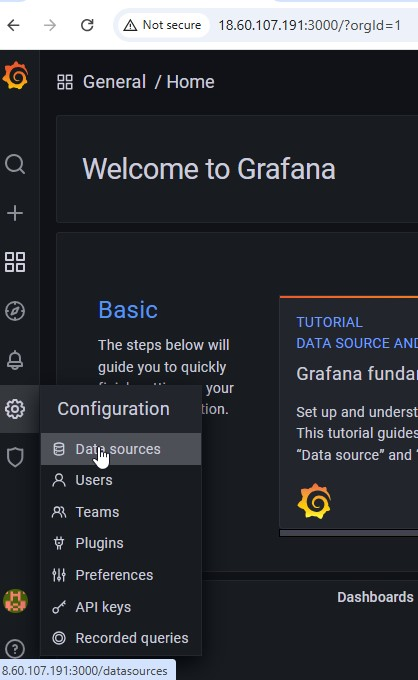 Not secure 18.60.107.191:3000/?orgId=1
General / Home
Welcome to Grafana
Basic
The steps below will
guide you to quickly
your
tion.
TUTORIAL
DATA SOURCE AND
Grafana fundar
Set up and underst
This tutorial guides
“Data source” and “
Configuration
Data sources
Users
Teams
Plugins
Preferences
API keys
Recorded queries
Dashboards
8.60.107.191:3000/datasources